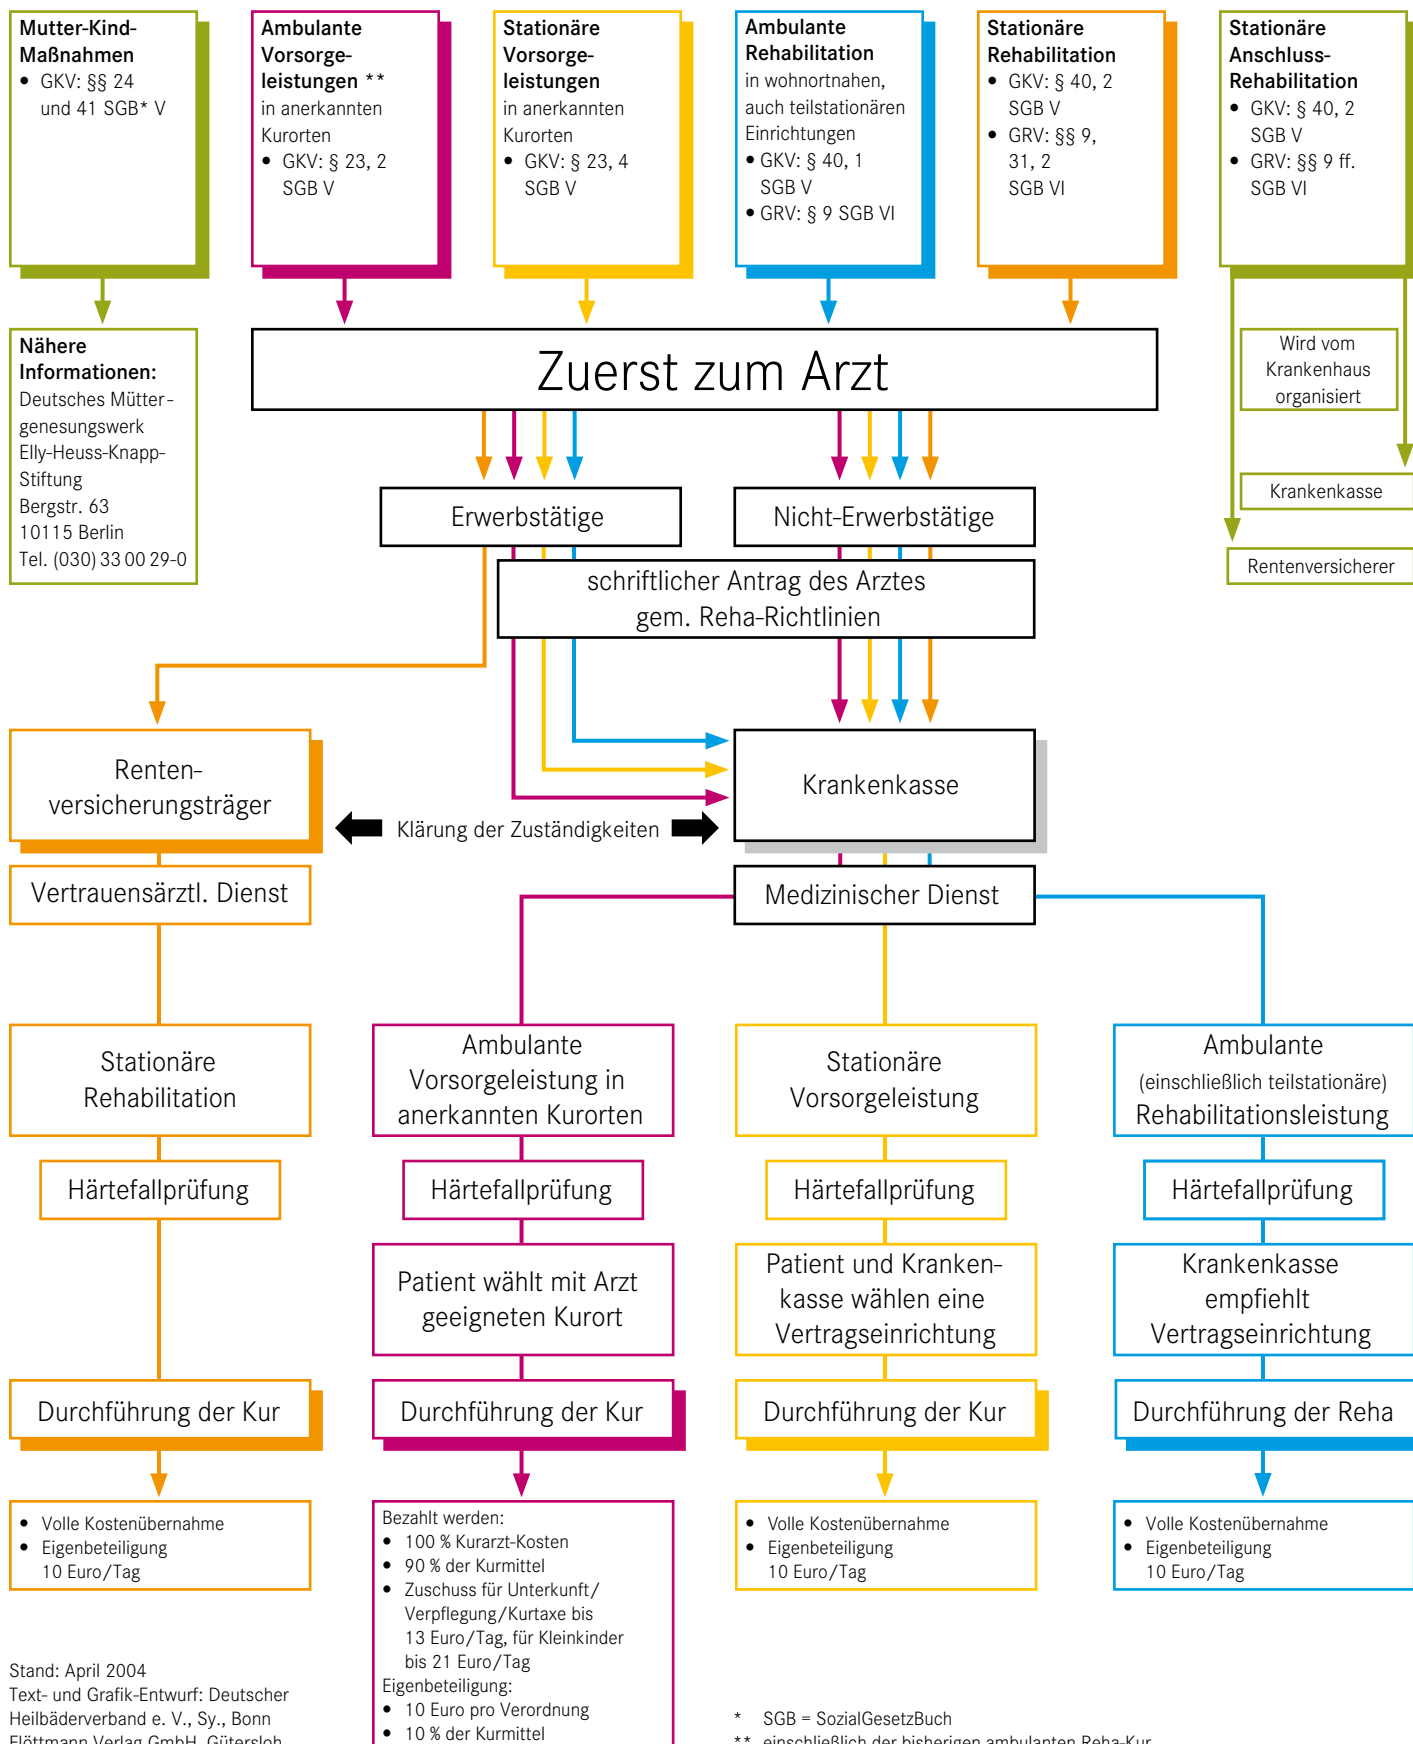 Mutter-Kind-
Maßnahmen
• GKV: §§ 24
und 41 SGB* V
Ambulante
Vorsorge-
leistungen **
in anerkannten
Kurorten
• GKV: § 23, 2
SGB V
Stationäre
Vorsorge-
leistungen
in anerkannten
Kurorten
• GKV: § 23, 4
SGB V
Ambulante
Rehabilitation
in wohnortnahen,
auch teilstationären
Einrichtungen
• GKV: § 40, 1
SGB V
• GRV: § 9 SGB VI
Stationäre
Rehabilitation
• GKV: § 40, 2
SGB V
• GRV: §§ 9,
31, 2
SGB VI
Stationäre
Anschluss-
Rehabilitation
• GKV: § 40, 2
SGB V
• GRV: §§ 9 ff.
SGB VI
Nähere
Informationen:
Deutsches Mütter-
genesungswerk
Elly-Heuss-Knapp-
Stiftung
Bergstr. 63
10115 Berlin
Tel. (030) 33 00 29-0
Zuerst zum Arzt
Wird vom
Krankenhaus
organisiert
Krankenkasse
Rentenversicherer
Erwerbstätige
Nicht-Erwerbstätige
schriftlicher Antrag des Arztes
gem. Reha-Richtlinien
Renten-
versicherungsträger
Klärung der Zuständigkeiten
Krankenkasse
Vertrauensärztl. Dienst
Medizinischer Dienst
Stationäre
Rehabilitation
Ambulante
Vorsorgeleistung in
anerkannten Kurorten
Stationäre
Vorsorgeleistung
Ambulante
(einschließlich teilstationäre)
Rehabilitationsleistung
Härtefallprüfung
Härtefallprüfung
Härtefallprüfung
Härtefallprüfung
Patient wählt mit Arzt
geeigneten Kurort
Patient und Kranken-
kasse wählen eine
Vertragseinrichtung
Krankenkasse
empfiehlt
Vertragseinrichtung
Durchführung der Kur
Durchführung der Kur
Durchführung der Kur
Durchführung der Reha
• Volle Kostenübernahme
• Eigenbeteiligung
10 Euro/Tag
Bezahlt werden:
• 100 % Kurarzt-Kosten
• 90 % der Kurmittel
• Zuschuss für Unterkunft/
Verpflegung/Kurtaxe bis
13 Euro/Tag, für Kleinkinder
bis 21 Euro/Tag
Eigenbeteiligung:
• 10 Euro pro Verordnung
• 10 % der Kurmittel
• Volle Kostenübernahme
• Eigenbeteiligung
10 Euro/Tag
• Volle Kostenübernahme
• Eigenbeteiligung
10 Euro/Tag
Stand: April 2004
Text- und Grafik-Entwurf: Deutscher
Heilbäderverband e. V., Sy., Bonn
Flöttmann Verlag GmbH, Gütersloh
* SGB = SozialGesetzBuch
** einschließlich der bisherigen ambulanten Reha-Kur